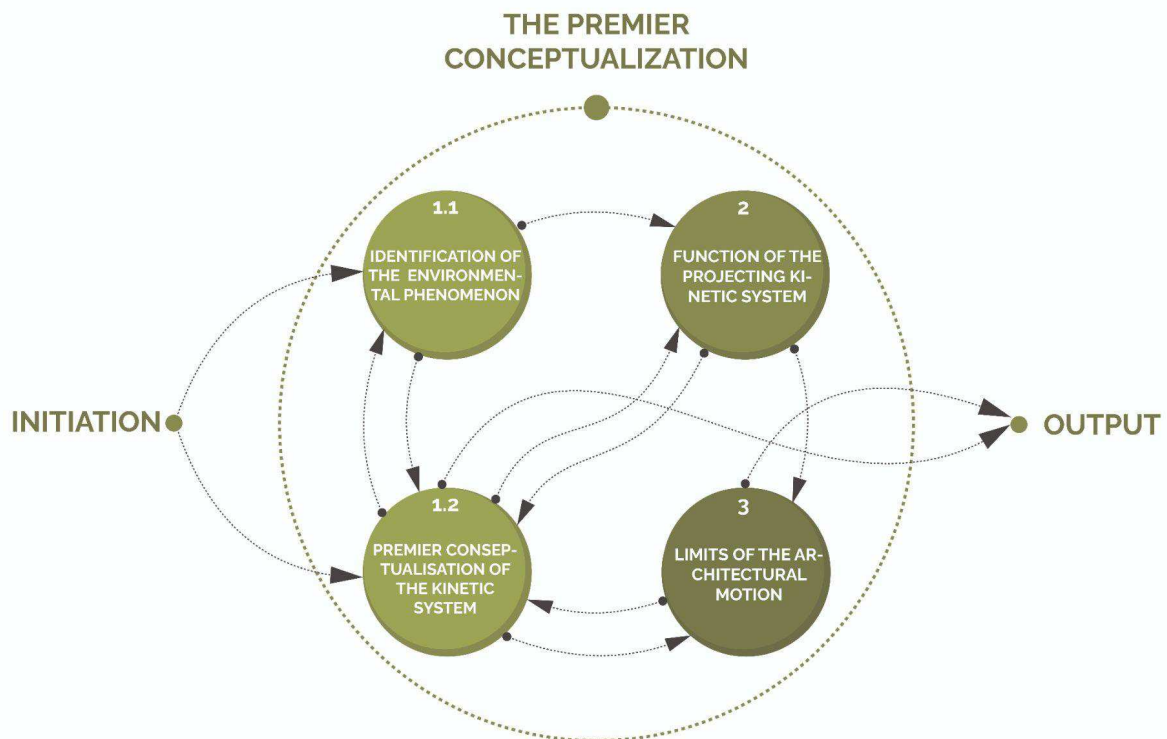 THE PREMIER
CONCEPTUALIZATION
1.1
IDENTIFICATION OF
THE ENVIRONMEN-
TAL PHENOMENON
2
FUNCTION OF THE
PROJECTING KI-
NETIC SYSTEM
INITIATION
OUTPUT
1.2
PREMIER CONSEP-
TUALISATION OF
THE KINETIC
SYSTEM
3
LIMITS OF THE AR-
CHITECTURAL
MOTION